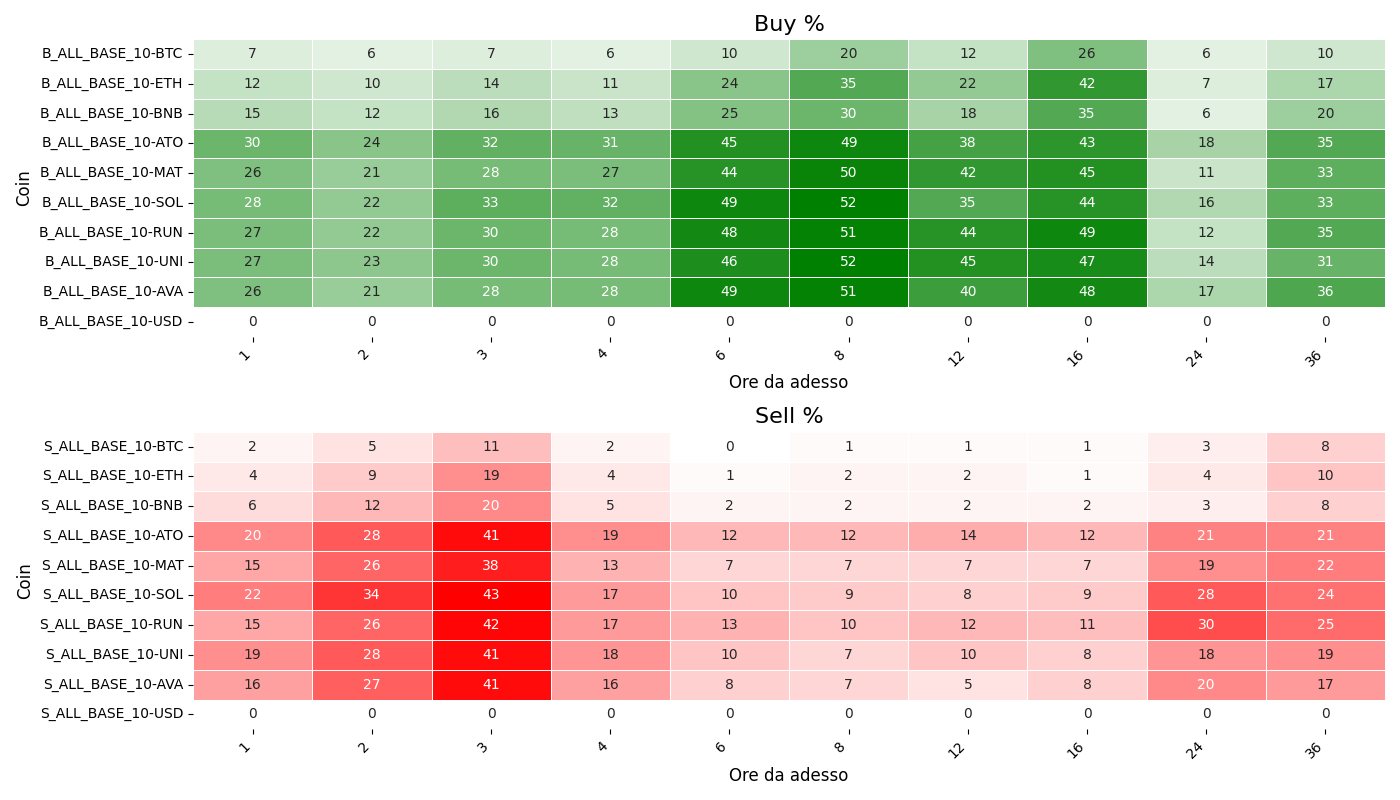 Buy %
B_ALL_BASE_10-BTC 7 6 7 6 10 20 12 26 6 10
B_ALL_BASE_10-ETH 12 10 14 11 24 35 22 42 7 17
B_ALL_BASE_10-BNB 15 12 16 13 25 30 18 35 6 20
B_ALL_BASE_10-ATO 30 24 32 31 45 49 38 43 18 35
B_ALL_BASE_10-MAT 26 21 28 27 44 50 42 45 11 33
B_ALL_BASE_10-SOL 28 22 33 32 49 52 35 44 16 33
B_ALL_BASE_10-RUN 27 22 30 28 48 51 44 49 12 35
B_ALL_BASE_10-UNI 27 23 30 28 46 52 45 47 14 31
B_ALL_BASE_10-AVA 26 21 28 28 49 51 40 48 17 36
B_ALL_BASE_10-USD 0 0 0 0 0 0 0 0 0 0
Coin
1 2 3 4 6 8 12 16 24 36
Ore da adesso
Sell %
S_ALL_BASE_10-BTC 2 5 11 2 0 1 1 1 3 8
S_ALL_BASE_10-ETH 4 9 19 4 1 2 2 1 4 10
S_ALL_BASE_10-BNB 6 12 20 5 2 2 2 2 3 8
S_ALL_BASE_10-ATO 20 28 41 19 12 12 14 12 21 21
S_ALL_BASE_10-MAT 15 26 38 13 7 7 7 7 19 22
S_ALL_BASE_10-SOL 22 34 43 17 10 9 8 9 28 24
S_ALL_BASE_10-RUN 15 26 42 17 13 10 12 11 30 25
S_ALL_BASE_10-UNI 19 28 41 18 10 7 10 8 18 19
S_ALL_BASE_10-AVA 16 27 41 16 8 7 5 8 20 17
S_ALL_BASE_10-USD 0 0 0 0 0 0 0 0 0 0
Coin
1 2 3 4 6 8 12 16 24 36
Ore da adesso